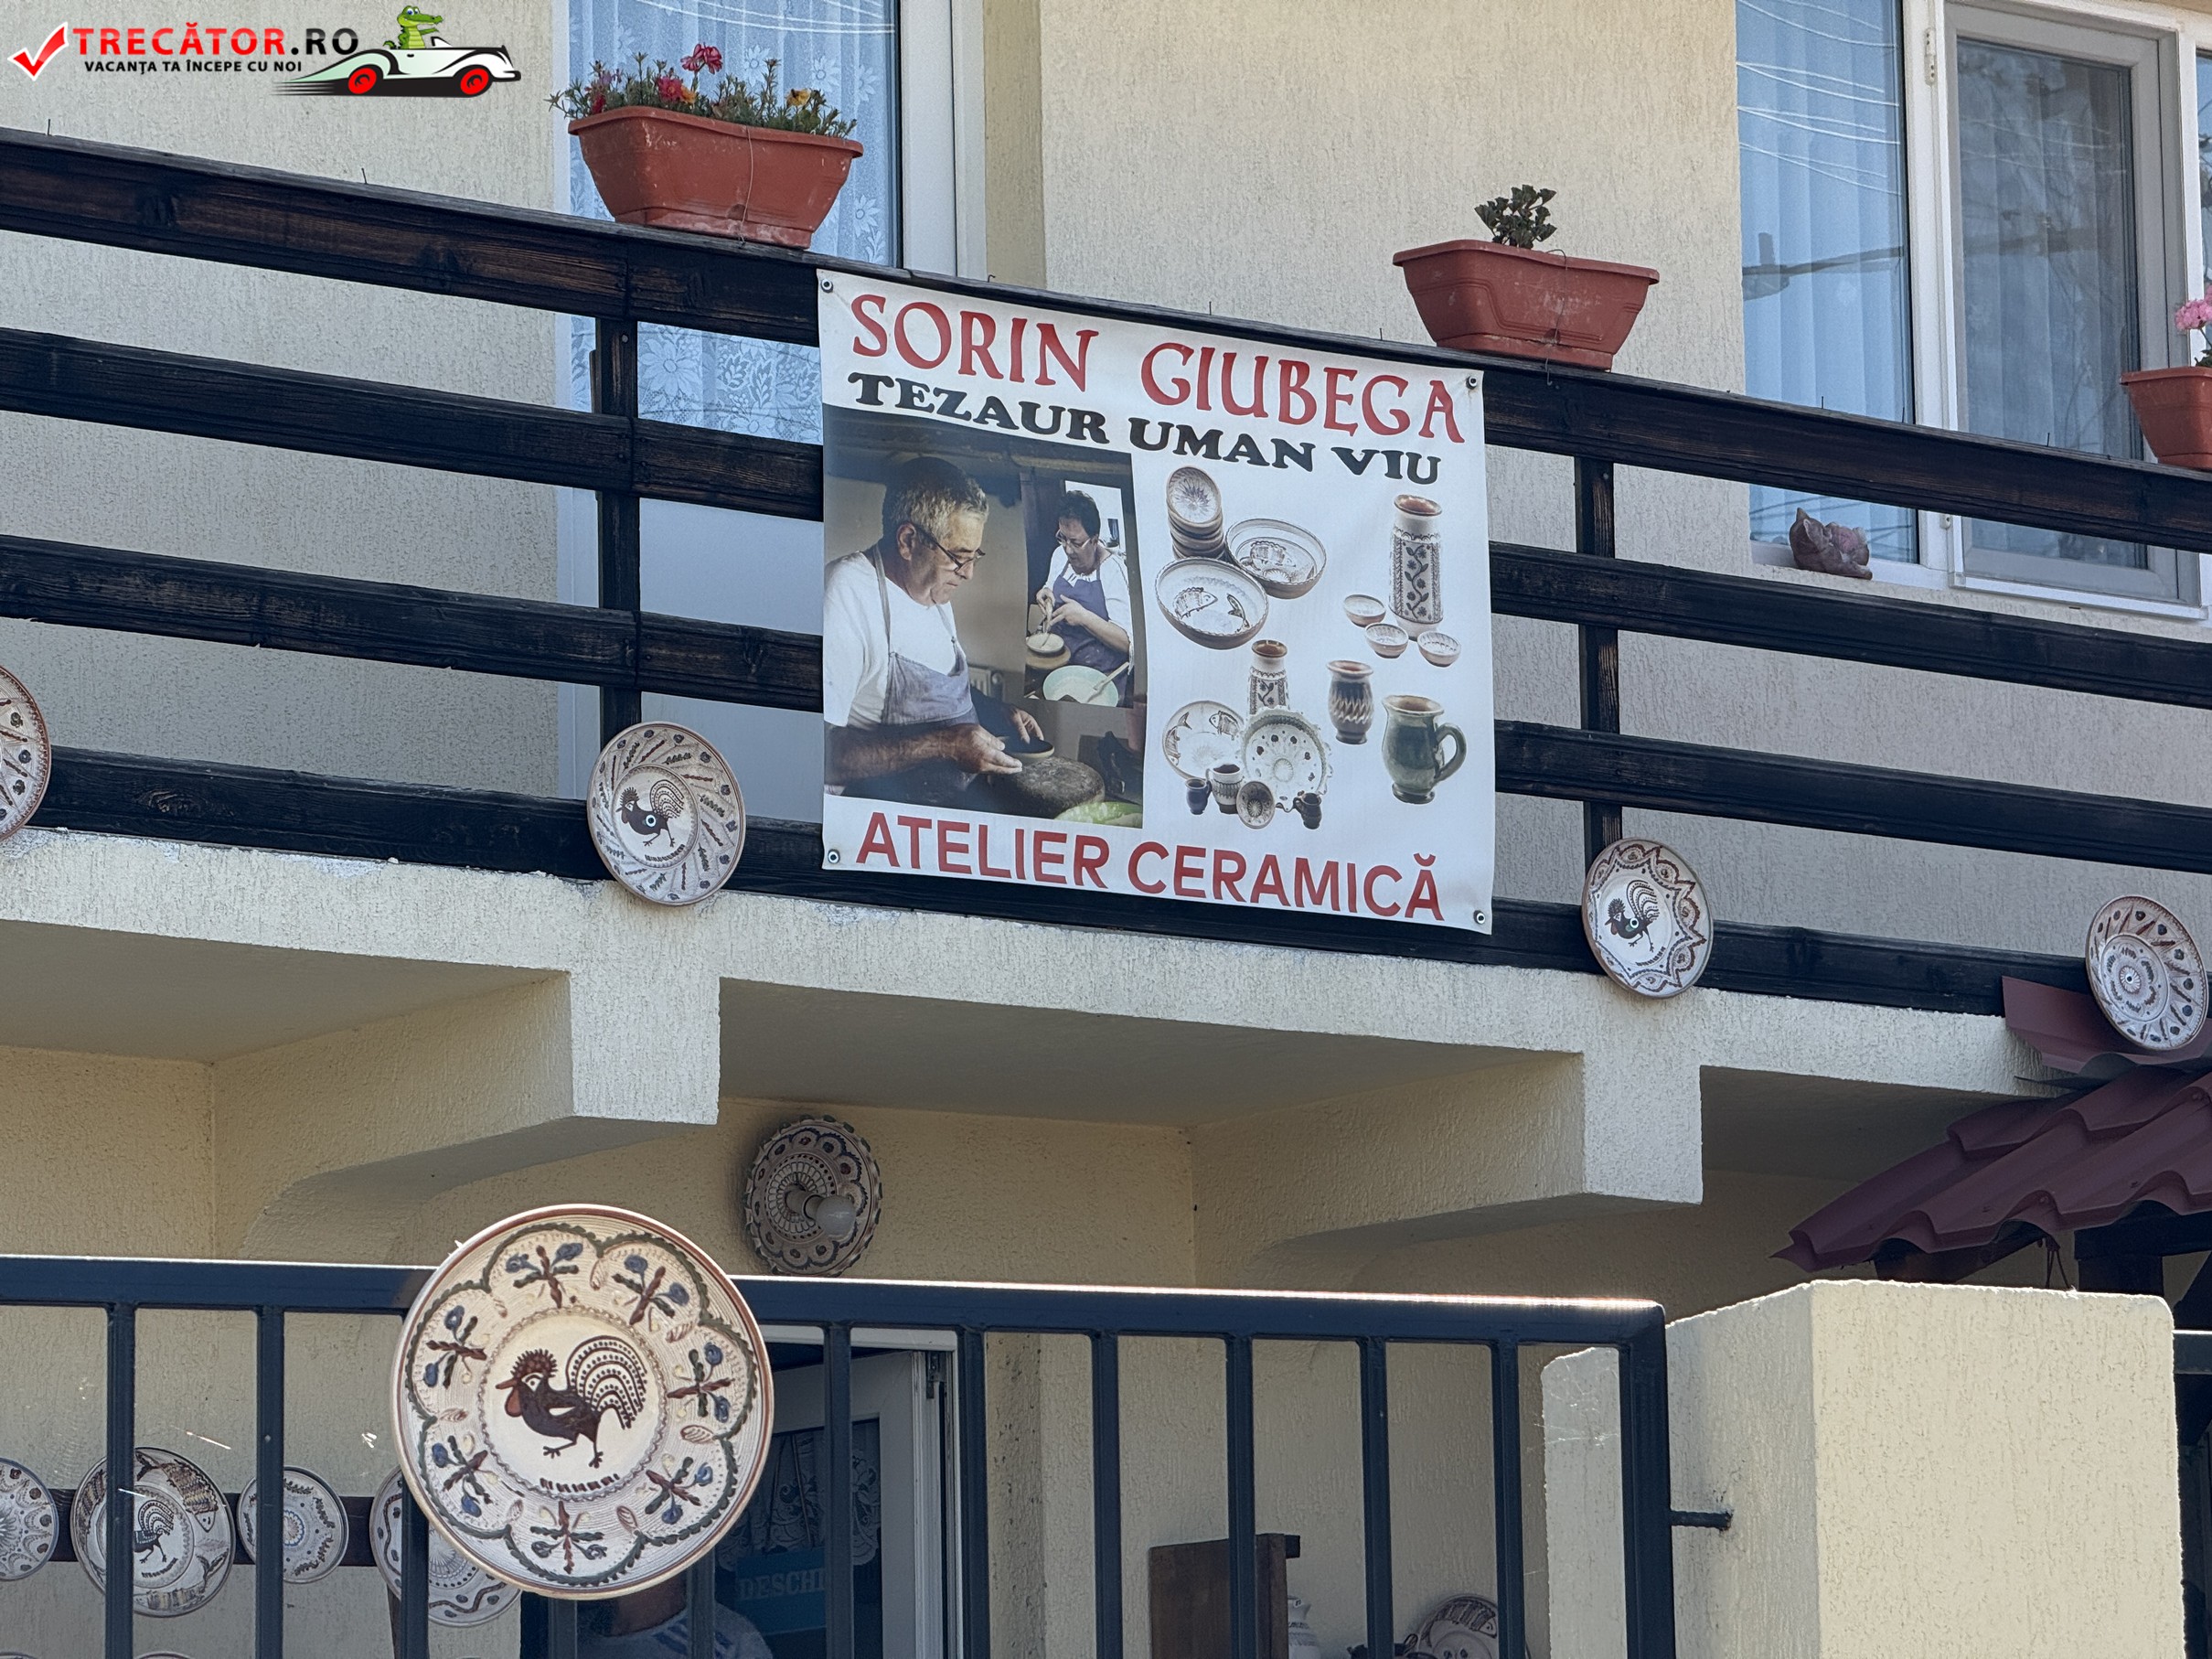 TRECĂTOR.RO
VACANȚA TA ÎNCEPE CU NOI
SORIN GIUBEGA
TEZAUR UMAN VIU
ATELIER CERAMICĂ